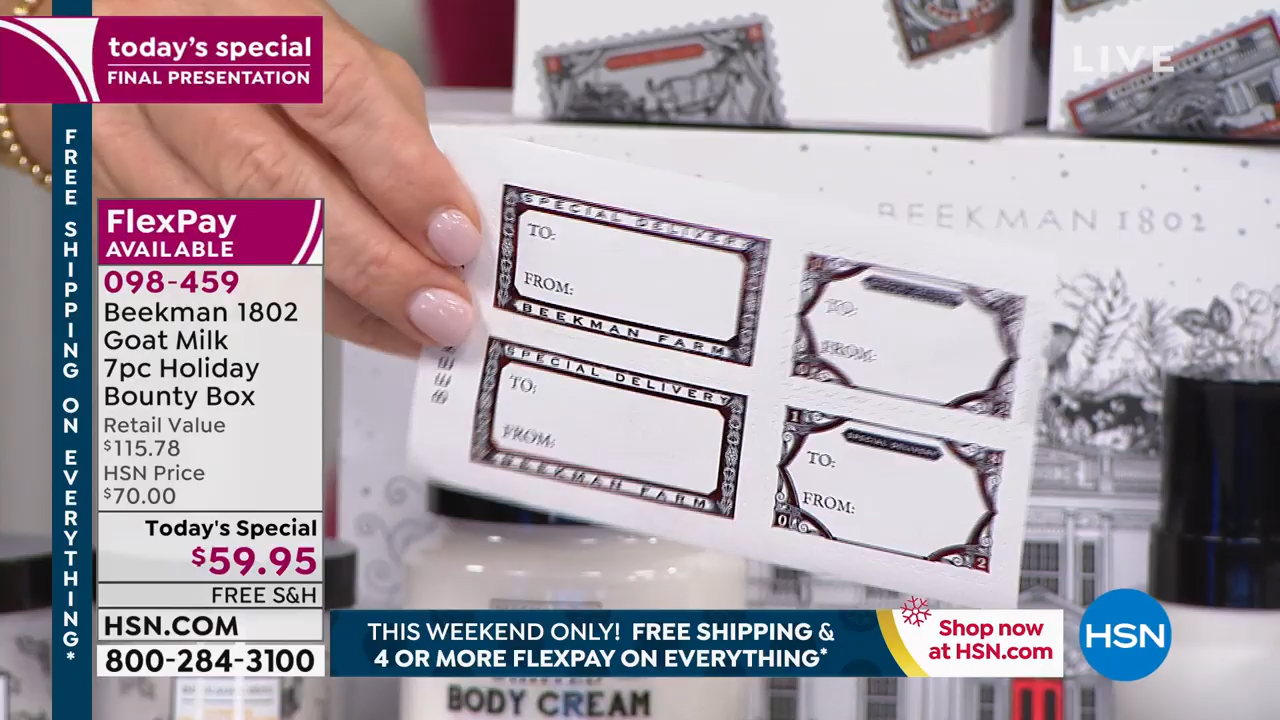 today's special
FINAL PRESENTATION
LIVE
FREE SHIPPING ON EVERYTHING*
FlexPay
AVAILABLE
098-459
Beekman 1802
Goat Milk
7pc Holiday
Bounty Box
Retail Value
$115.78
HSN Price
$70.00
Today's Special
$59.95
FREE S&H
HSN.COM
800-284-3100
BEEKMAN 1802
SPECIAL DELIVERY
TO:
FROM:
BEEKMAN FARM
TO:
FROM:
SPECIAL DELIVERY
TO:
FROM:
BEEKMAN FARM
SPECIAL DELIVERY
TO:
FROM:
THIS WEEKEND ONLY! FREE SHIPPING &
4 OR MORE FLEXPAY ON EVERYTHING*
Shop now
at HSN.com
HSN
BODY CREAM